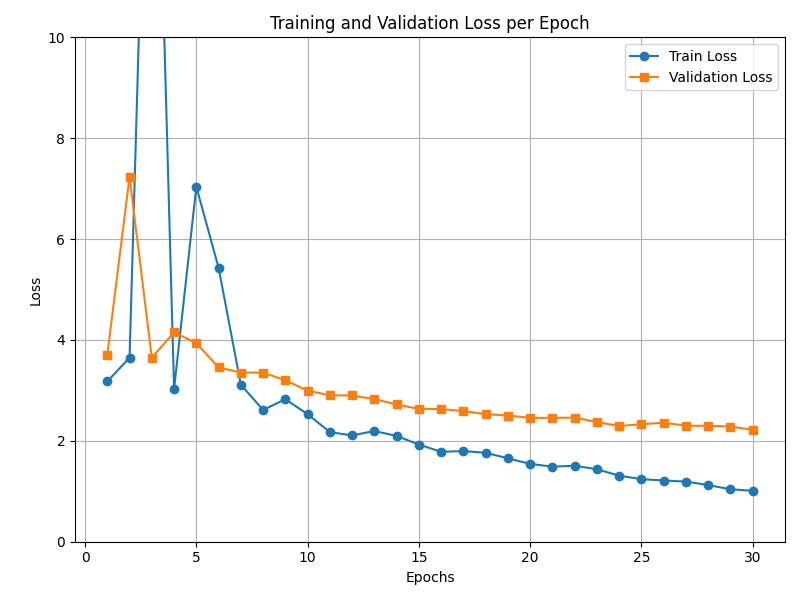 Training and Validation Loss per Epoch
Train Loss
Validation Loss
Loss
10
8
6
4
2
0
0 5 10 15 20 25 30
Epochs